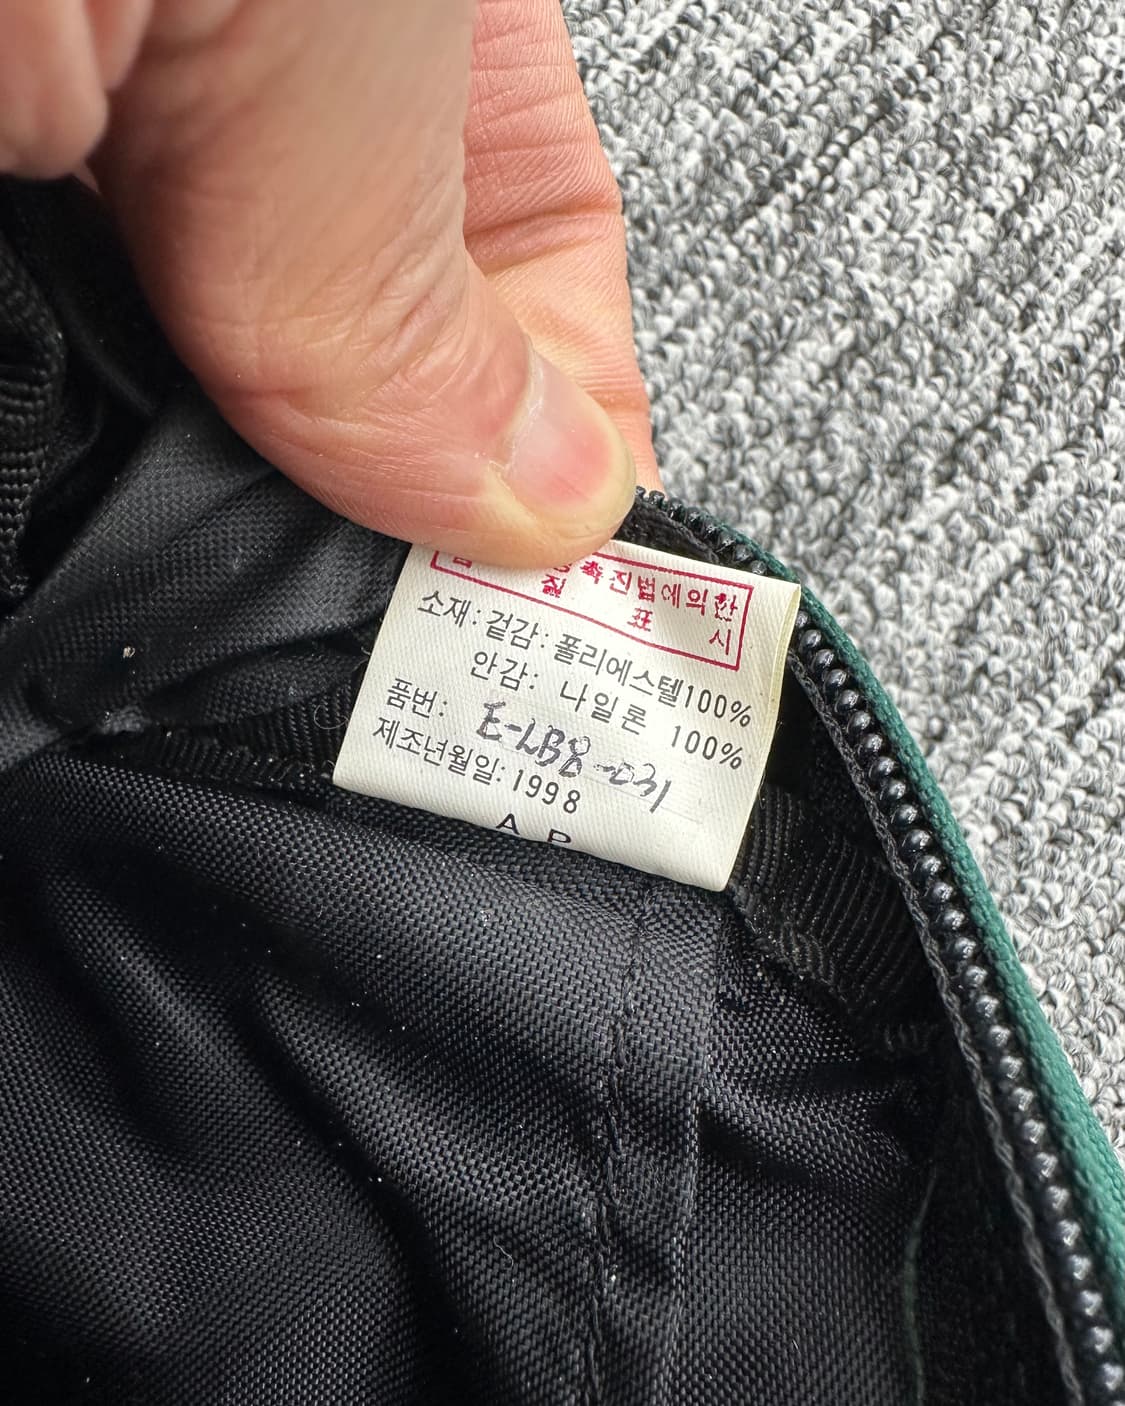 촉진법에의한
질 표 시
소재: 겉감: 폴리에스텔100%
안감: 나일론 100%
품번: E-LB8-031
제조년월일: 1998